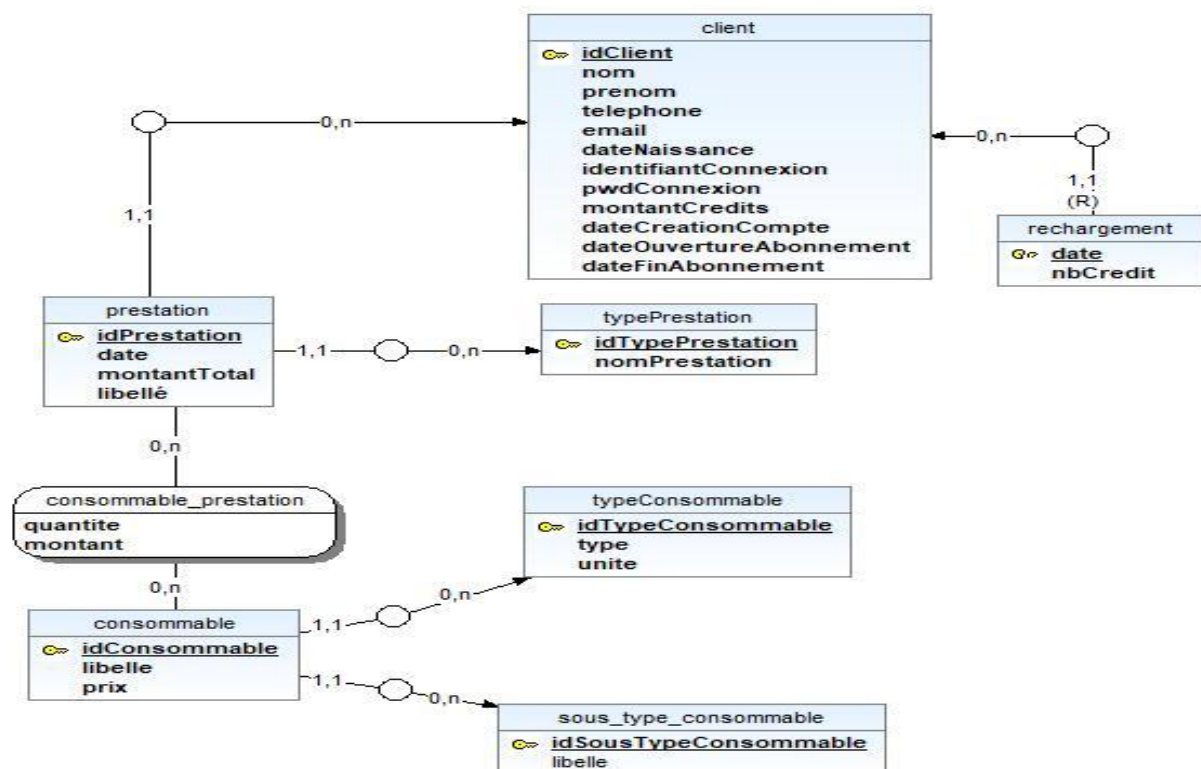 client
idClient
nom
prenom
telephone
email
dateNaissance
identifiantConnexion
pwdConnexion
montantCredits
dateCreationCompte
dateOuvertureAbonnement
dateFinAbonnement
0,n
1,1
0,n
1,1
(R)
rechargement
date
nbCredit
prestation
idPrestation
date
montantTotal
libellé
1,1
0,n
typePrestation
idTypePrestation
nomPrestation
0,n
consommable_prestation
quantite
montant
0,n
typeConsommable
idTypeConsommable
type
unite
consommable
idConsommable
libelle
prix
1,1
0,n
1,1
0,n
sous_type_consommable
idSousTypeConsommable
libelle